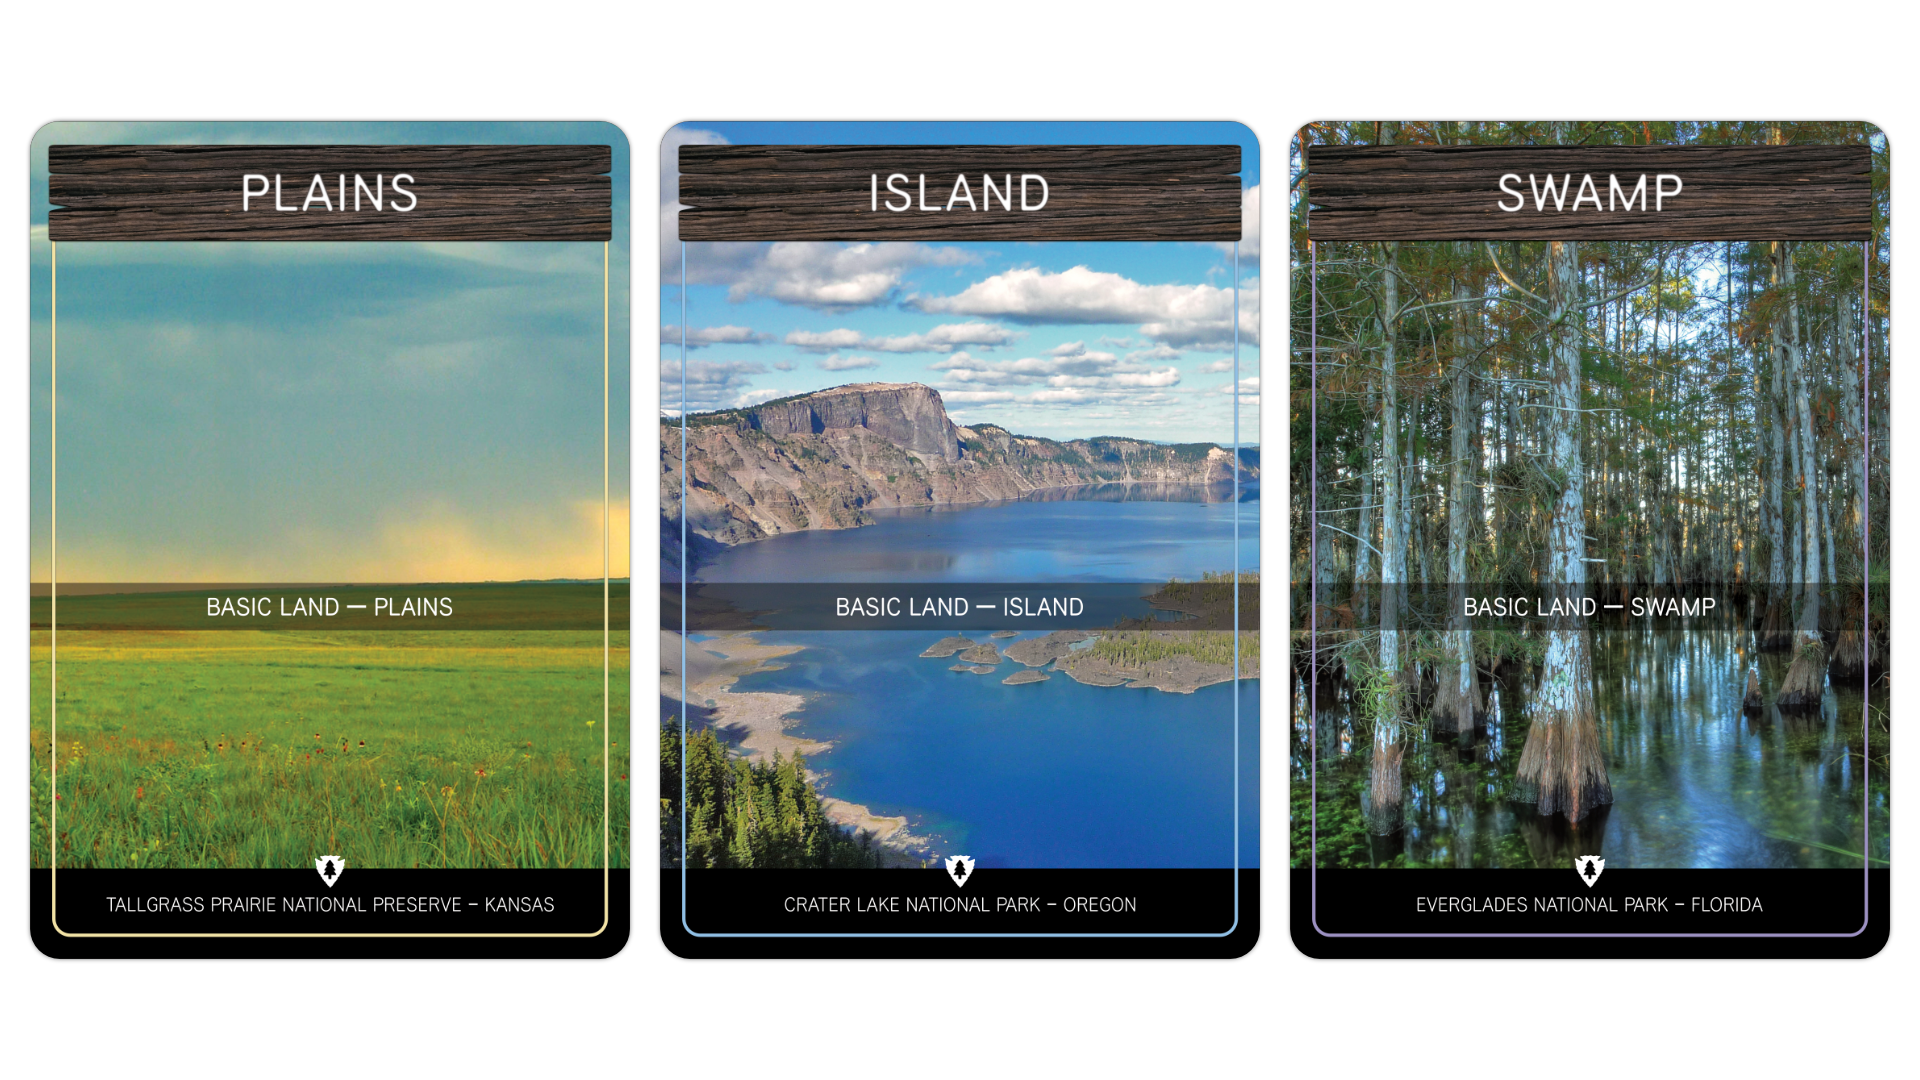 PLAINS
BASIC LAND — PLAINS
TALLGRASS PRAIRIE NATIONAL PRESERVE – KANSAS
ISLAND
BASIC LAND — ISLAND
CRATER LAKE NATIONAL PARK – OREGON
SWAMP
BASIC LAND — SWAMP
EVERGLADES NATIONAL PARK – FLORIDA